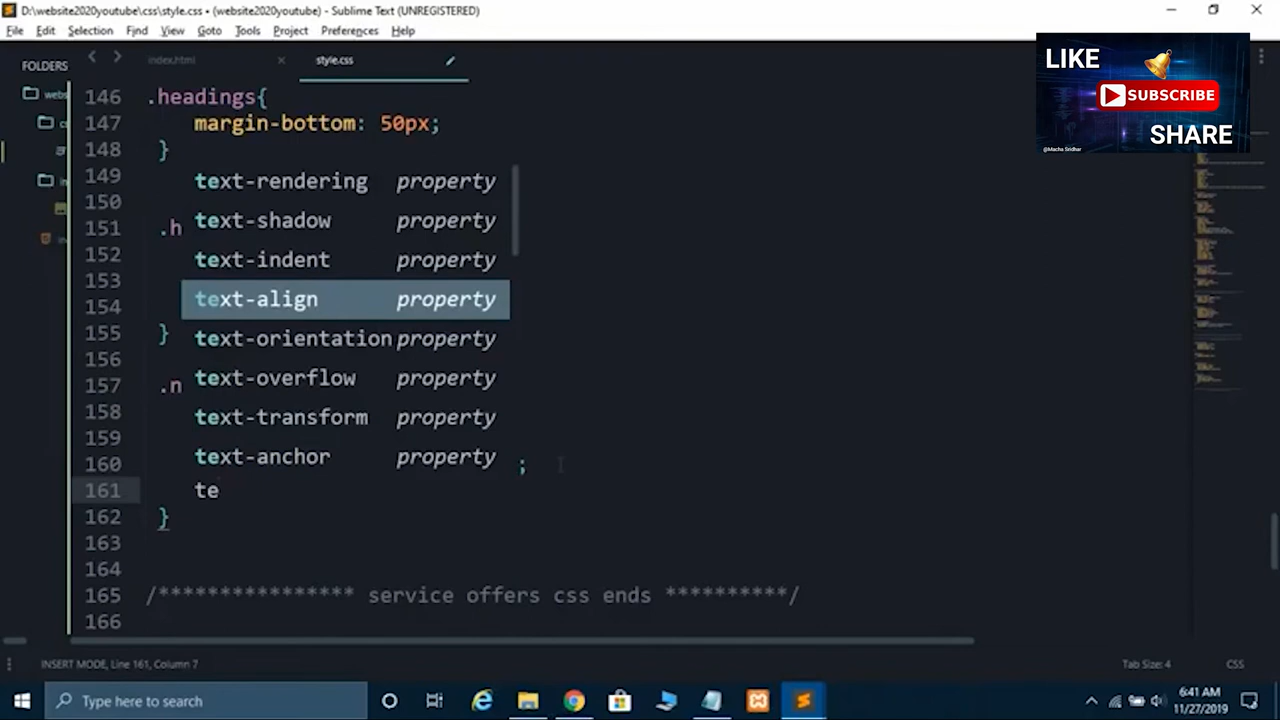 D:\website2020youtube\css\style.css • (website2020youtube) - Sublime Text (UNREGISTERED)
File Edit Selection Find View Goto Tools Project Preferences Help
LIKE
SUBSCRIBE
SHARE
@Macha Sridhar
FOLDERS
index.html
style.css
webs
146 .headings{
147 margin-bottom: 50px;
148 }
149
150
151 .h
152
153
154
155 }
156
157 .n
158
159
160 ;
161 te
162 }
163
164
165 /*************** service offers css ends **********/
166
text-rendering property
text-shadow property
text-indent property
text-align property
text-orientation property
text-overflow property
text-transform property
text-anchor property
INSERT MODE, Line 161, Column 7
Tab Size: 4
CSS
Type here to search
6:41 AM
11/27/2019